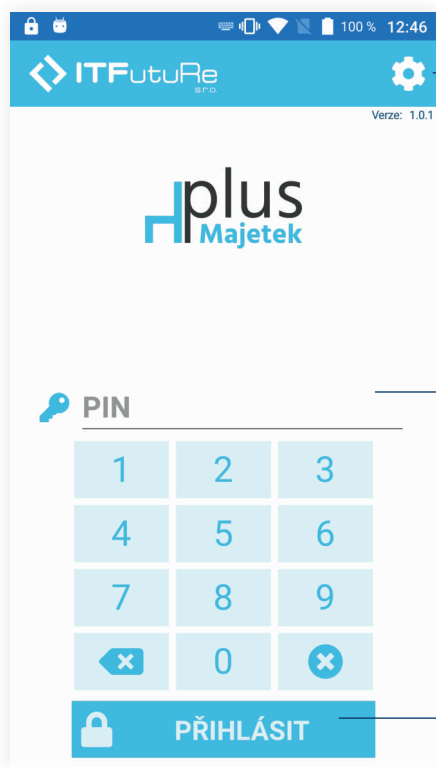 100 % 12:46
ITFutuRe
s.r.o.
Verze: 1.0.1
Hplus
Majetek
PIN
1 2 3
4 5 6
7 8 9
0
PŘIHLÁSIT